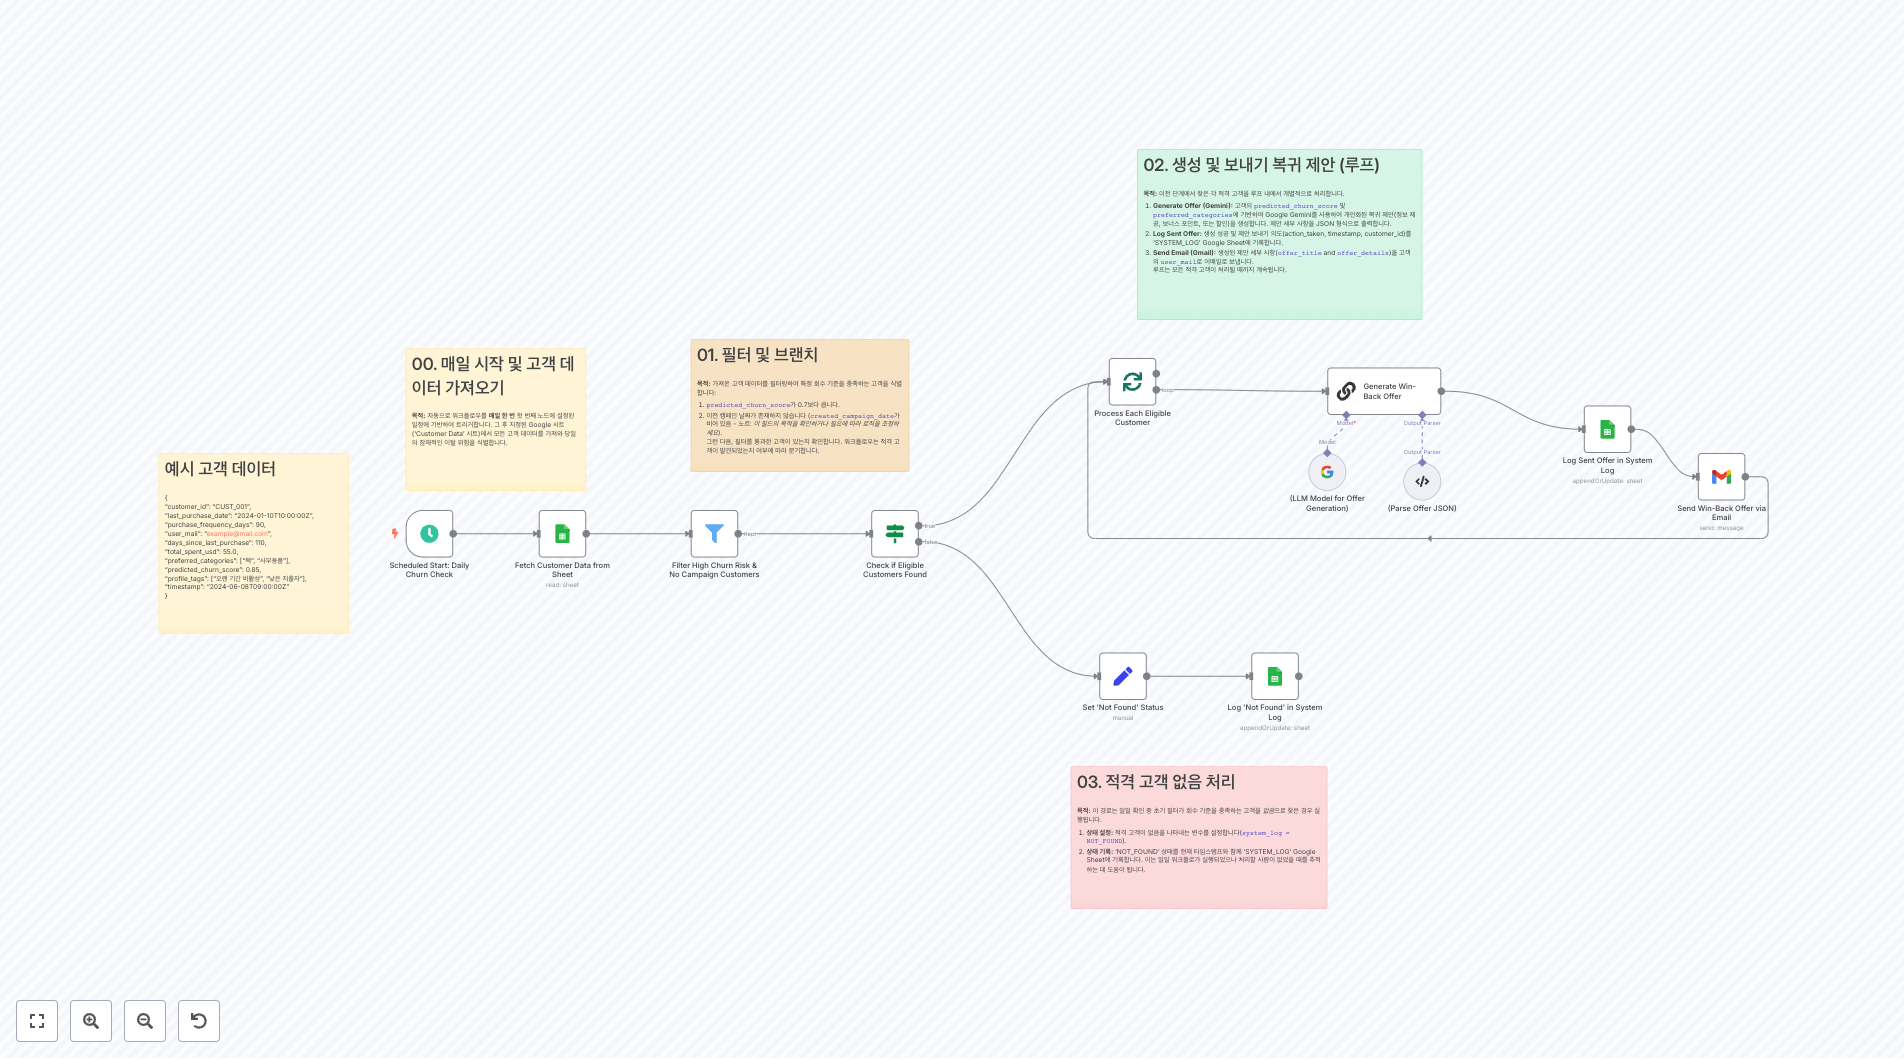 02. 생성 및 보내기 복귀 제안 (루프)
목적: 이전 단계에서 찾은 각 적격 고객을 루프 내에서 개별적으로 처리합니다.
1. Generate Offer (Gemini): 고객의 predicted_churn_score 및
preferred_categories에 기반하여 Google Gemini를 사용하여 개인화된 복귀 제안(정보 제
공, 보너스 포인트, 또는 할인)을 생성합니다. 제안 세부 사항을 JSON 형식으로 출력합니다.
2. Log Sent Offer: 생성 성공 및 제안 보내기 의도(action_taken, timestamp, customer_id)를
'SYSTEM_LOG' Google Sheet에 기록합니다.
3. Send Email (Gmail): 생성된 제안 세부 사항(offer_title and offer_details)을 고객
의 user_mail로 이메일로 보냅니다.
루프는 모든 적격 고객이 처리될 때까지 계속됩니다.
00. 매일 시작 및 고객 데
이터 가져오기
목적: 자동으로 워크플로우를 매일 한 번 첫 번째 노드에 설정된
일정에 기반하여 트리거합니다. 그 후 지정된 Google 시트
('Customer Data' 시트)에서 모든 고객 데이터를 가져와 당일
의 잠재적인 이탈 위험을 식별합니다.
01. 필터 및 브랜치
목적: 가져온 고객 데이터를 필터링하여 특정 회수 기준을 충족하는 고객을 식별
합니다:
1. predicted_churn_score가 0.7보다 큽니다.
2. 이전 캠페인 날짜가 존재하지 않습니다 (created_campaign_date가
비어 있음 - 노트: 이 필드의 목적을 확인하거나 필요에 따라 로직을 조정하
세요).
그런 다음, 필터를 통과한 고객이 있는지 확인합니다. 워크플로우는 적격 고
객이 발견되었는지 여부에 따라 분기합니다.
예시 고객 데이터
{
"customer_id": "CUST_001",
"last_purchase_date": "2024-01-10T10:00:00Z",
"purchase_frequency_days": 90,
"user_mail": "example@mail.com",
"days_since_last_purchase": 110,
"total_spent_usd": 55.0,
"preferred_categories": ["책", "사무용품"],
"predicted_churn_score": 0.85,
"profile_tags": ["오랜 기간 비활성", "낮은 지출자"],
"timestamp": "2024-06-08T09:00:00Z"
}
Scheduled Start: Daily
Churn Check
Fetch Customer Data from
Sheet
read: sheet
Kept
Filter High Churn Risk &
No Campaign Customers
true
false
Check if Eligible
Customers Found
loop
Process Each Eligible
Customer
Generate Win-
Back Offer
Model*
Output Parser
Model
Output Parser
(LLM Model for Offer
Generation)
(Parse Offer JSON)
Log Sent Offer in System
Log
appendOrUpdate: sheet
Send Win-Back Offer via
Email
send: message
Set 'Not Found' Status
manual
Log 'Not Found' in System
Log
appendOrUpdate: sheet
03. 적격 고객 없음 처리
목적: 이 경로는 일일 확인 중 초기 필터가 회수 기준을 충족하는 고객을 없음으로 찾은 경우 실
행됩니다.
1. 상태 설정: 적격 고객이 없음을 나타내는 변수를 설정합니다(system_log =
NOT_FOUND).
2. 상태 기록: 'NOT_FOUND' 상태를 현재 타임스탬프와 함께 'SYSTEM_LOG' Google
Sheet에 기록합니다. 이는 일일 워크플로가 실행되었으나 처리할 사람이 없었을 때를 추적
하는 데 도움이 됩니다.